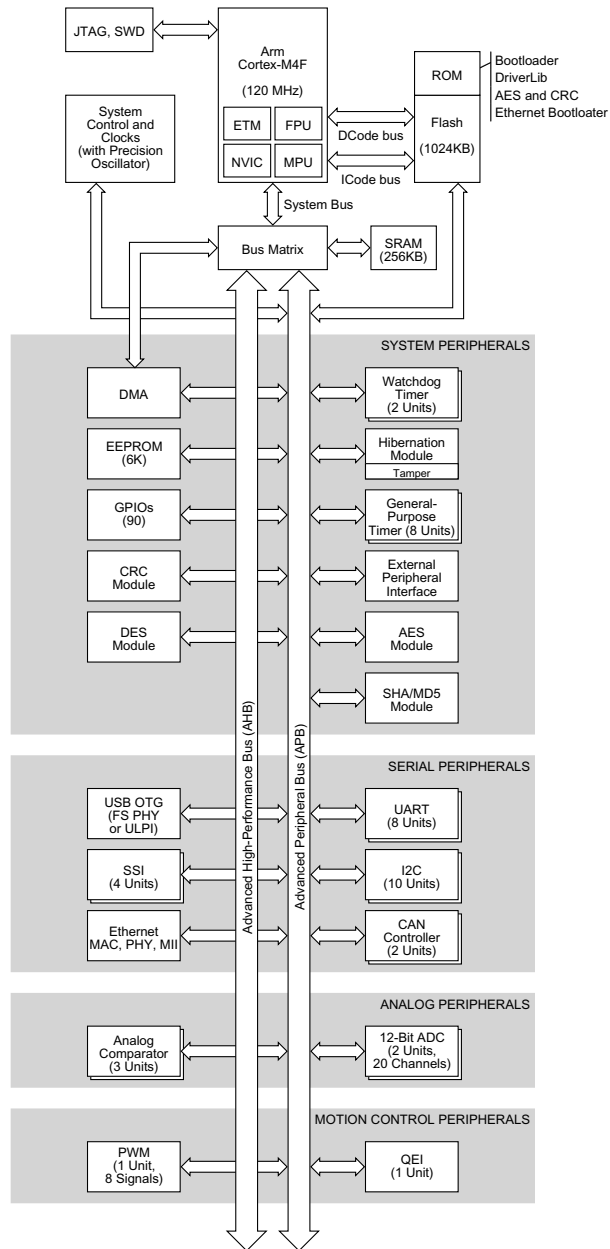 JTAG, SWD
Arm
Cortex-M4F
(120 MHz)
ETM
FPU
NVIC
MPU
ROM
Flash
(1024KB)
Bootloader
DriverLib
AES and CRC
Ethernet Bootloater
DCode bus
ICode bus
System Control and
Clocks
(with Precision
Oscillator)
System Bus
Bus Matrix
SRAM
(256KB)
SYSTEM PERIPHERALS
DMA
Watchdog
Timer
(2 Units)
EEPROM
(6K)
Hibernation
Module
Tamper
GPIOs
(90)
General-
Purpose
Timer (8 Units)
CRC
Module
External
Peripheral
Interface
DES
Module
AES
Module
SHA/MD5
Module
Advanced High-Performance Bus (AHB)
Advanced Peripheral Bus (APB)
SERIAL PERIPHERALS
USB OTG
(FS PHY
or ULPI)
UART
(8 Units)
SSI
(4 Units)
I2C
(10 Units)
Ethernet
MAC, PHY, MII
CAN
Controller
(2 Units)
ANALOG PERIPHERALS
Analog
Comparator
(3 Units)
12-Bit ADC
(2 Units,
20 Channels)
MOTION CONTROL PERIPHERALS
PWM
(1 Unit,
8 Signals)
QEI
(1 Unit)